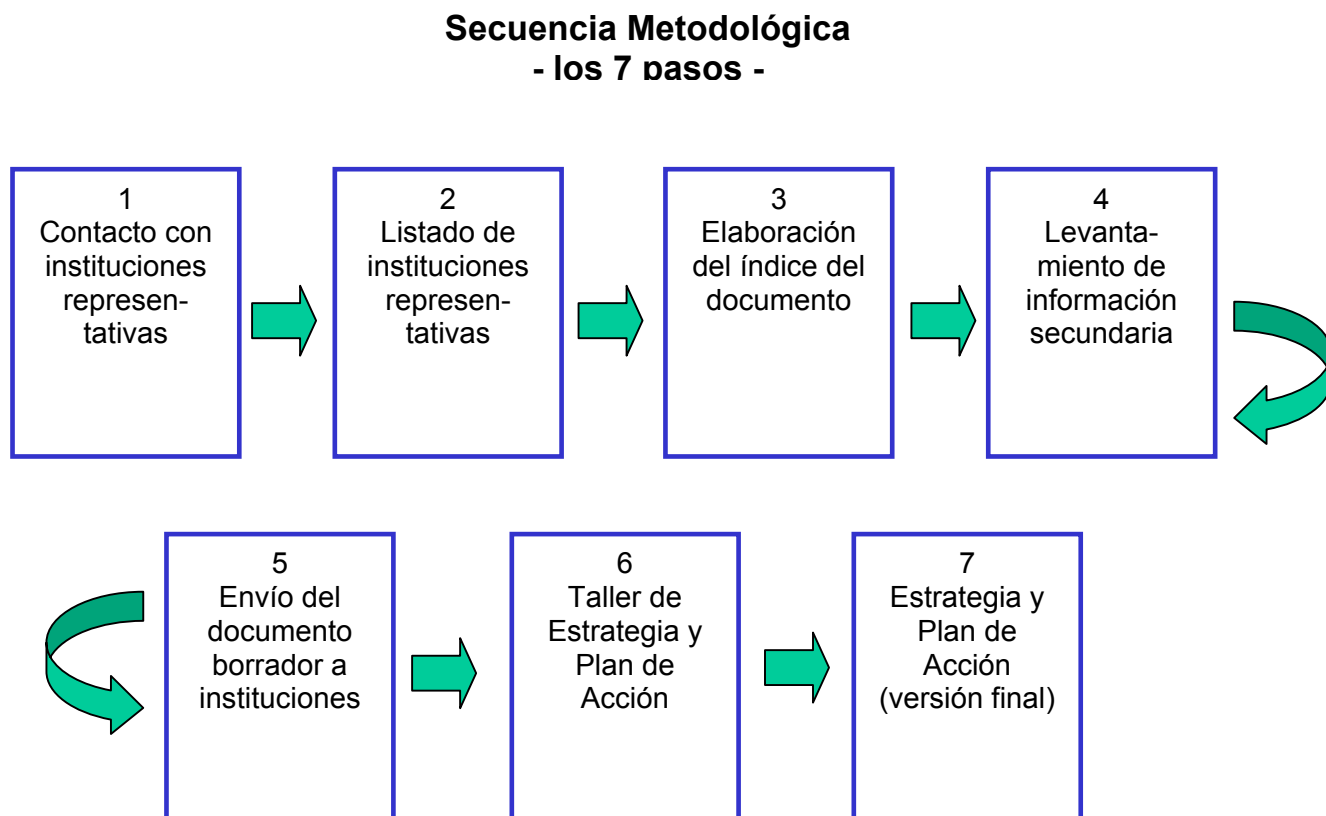 Secuencia Metodológica
- los 7 pasos -
1
Contacto con
instituciones
represen-
tativas
2
Listado de
instituciones
represen-
tativas
3
Elaboración
del índice del
documento
4
Levanta-
miento de
información
secundaria
5
Envío del
documento
borrador a
instituciones
6
Taller de
Estrategia y
Plan de
Acción
7
Estrategia y
Plan de
Acción
(versión final)